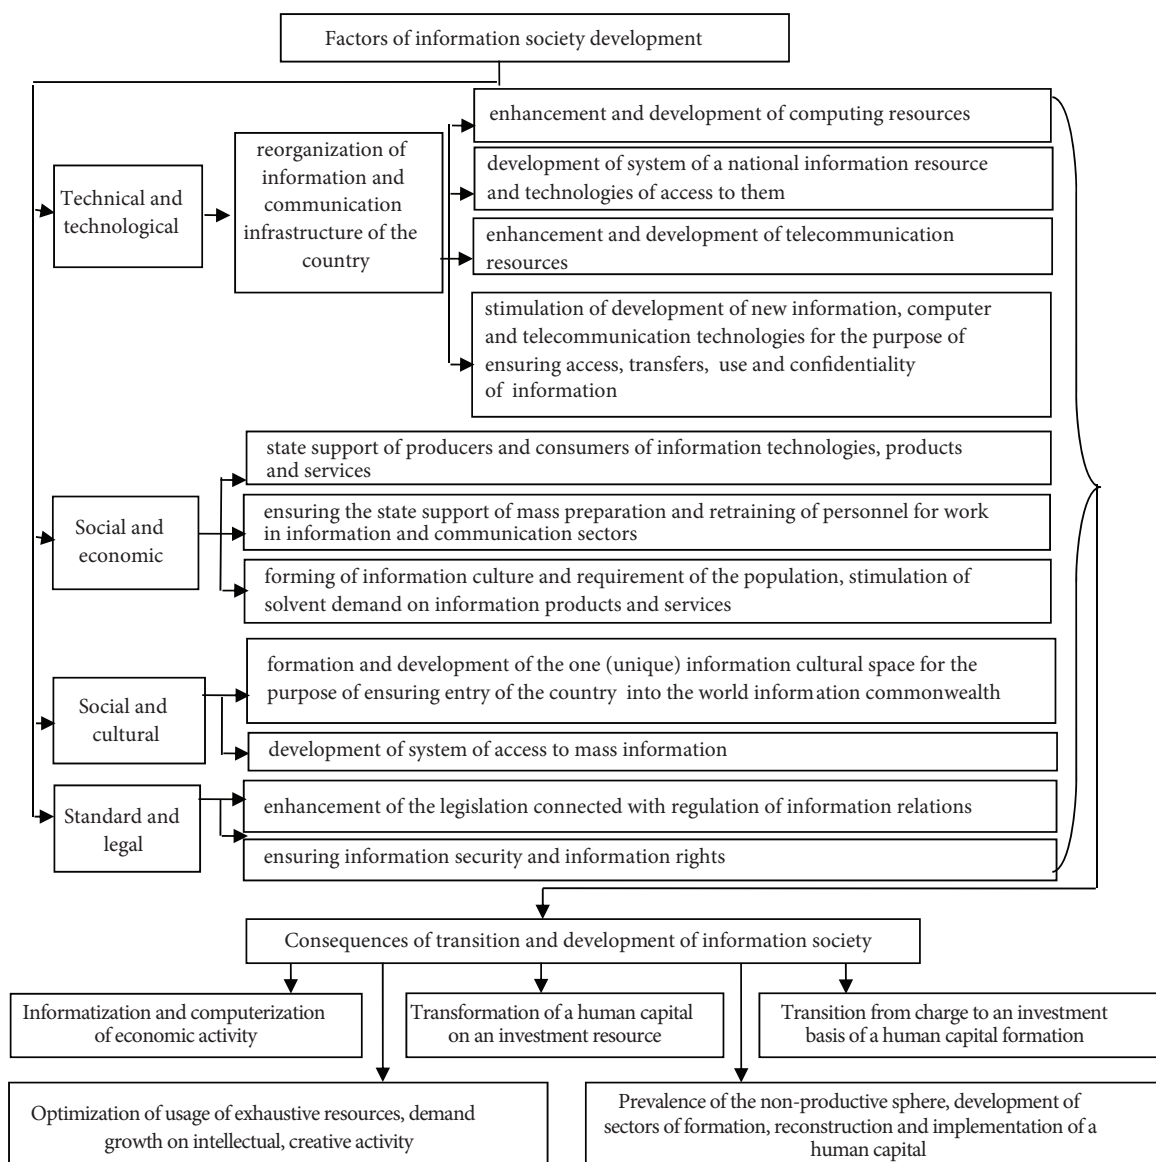 Factors of information society development
Technical and
technological
reorganization of
information and
communication
infrastructure of the
country
enhancement and development of computing resources
development of system of a national information resource
and technologies of access to them
enhancement and development of telecommunication
resources
stimulation of development of new information, computer
and telecommunication technologies for the purpose of
ensuring access, transfers, use and confidentiality
of information
Social and
economic
state support of producers and consumers of information technologies, products
and services
ensuring the state support of mass preparation and retraining of personnel for work
in information and communication sectors
forming of information culture and requirement of the population, stimulation of
solvent demand on information products and services
Social and
cultural
formation and development of the one (unique) information cultural space for the
purpose of ensuring entry of the country into the world information commonwealth
development of system of access to mass information
Standard and
legal
enhancement of the legislation connected with regulation of information relations
ensuring information security and information rights
Consequences of transition and development of information society
Informatization and computerization
of economic activity
Transformation of a human capital
on an investment resource
Transition from charge to an investment
basis of a human capital formation
Optimization of usage of exhaustive resources, demand
growth on intellectual, creative activity
Prevalence of the non-productive sphere, development of
sectors of formation, reconstruction and implementation of a
human capital